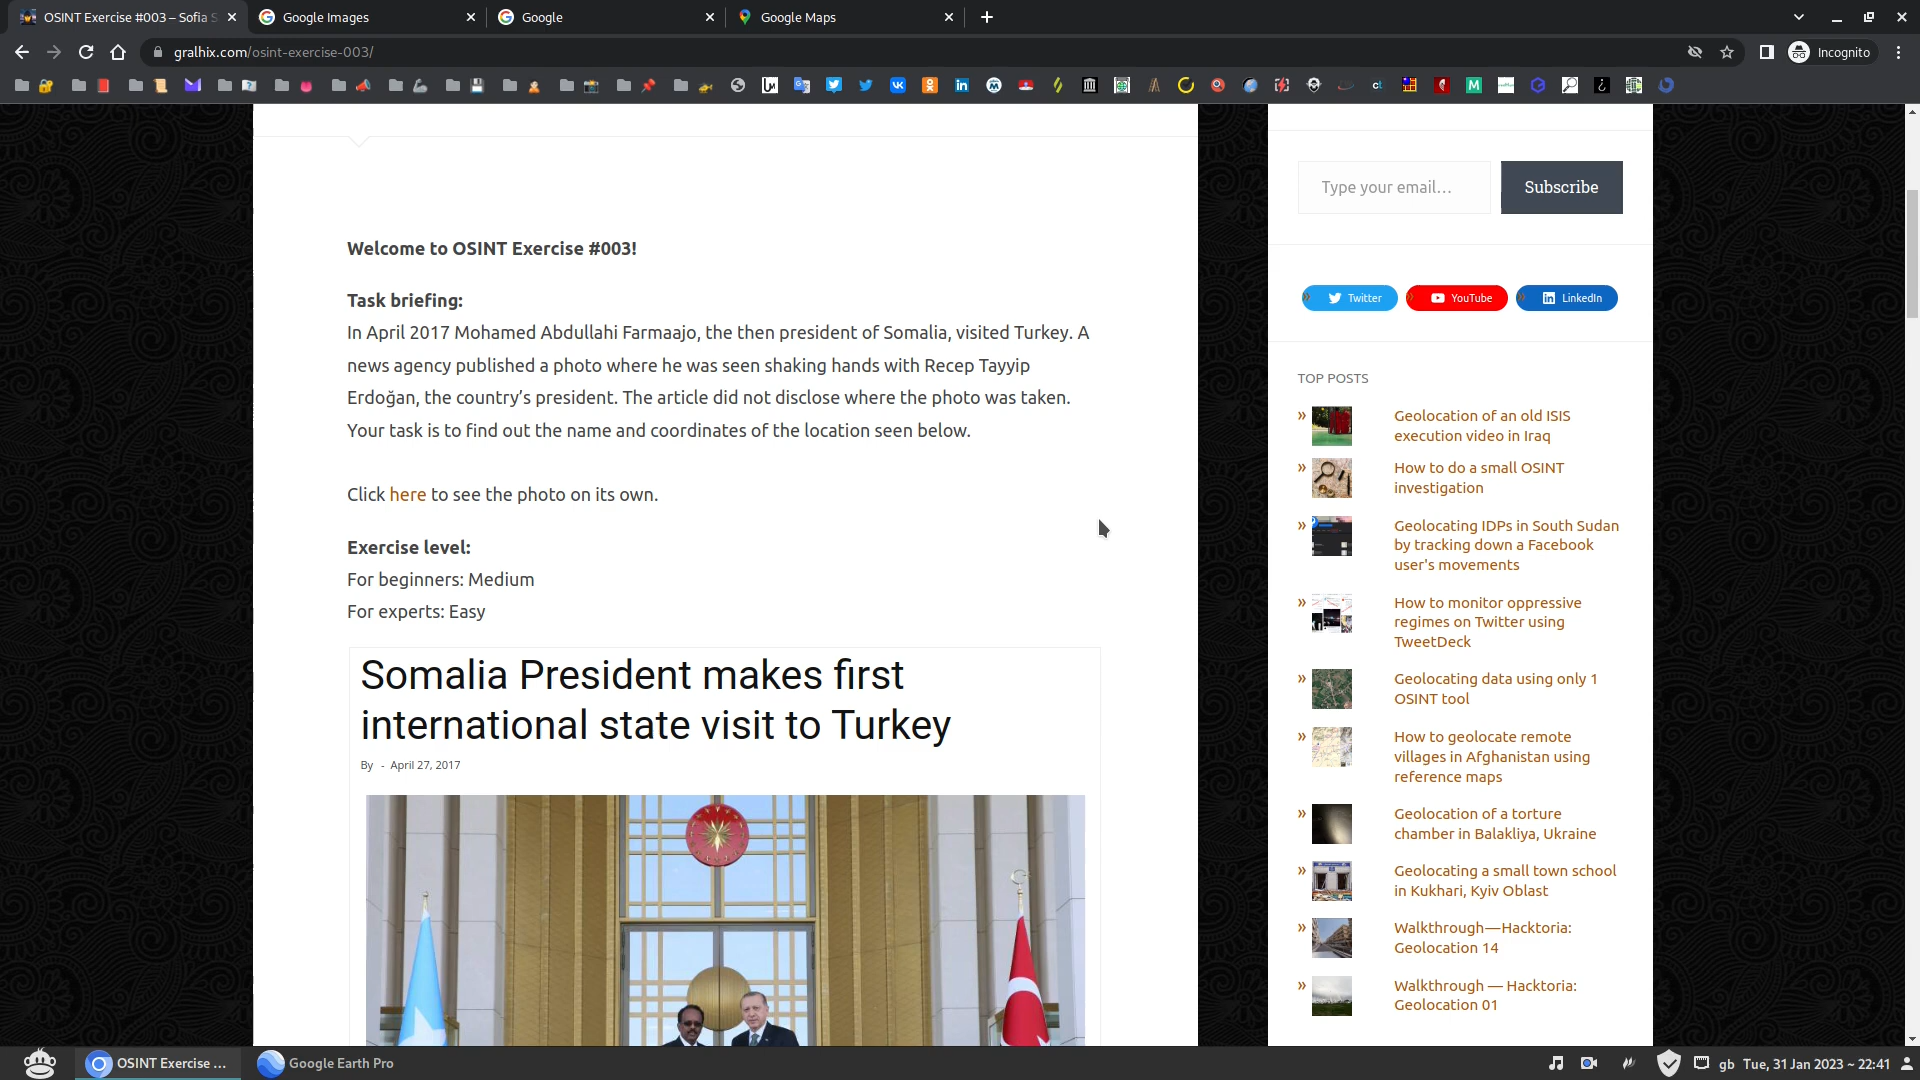 OSINT Exercise #003 – Sofia S
Google Images
Google
Google Maps
gralhix.com/osint-exercise-003/
Incognito
Type your email…
Subscribe
Welcome to OSINT Exercise #003!
Twitter
YouTube
LinkedIn
Task briefing:
In April 2017 Mohamed Abdullahi Farmaajo, the then president of Somalia, visited Turkey. A
news agency published a photo where he was seen shaking hands with Recep Tayyip
Erdoğan, the country’s president. The article did not disclose where the photo was taken.
Your task is to find out the name and coordinates of the location seen below.
Click here to see the photo on its own.
Exercise level:
For beginners: Medium
For experts: Easy
Somalia President makes first
international state visit to Turkey
By - April 27, 2017
TOP POSTS
» Geolocation of an old ISIS
execution video in Iraq
» How to do a small OSINT
investigation
» Geolocating IDPs in South Sudan
by tracking down a Facebook
user's movements
» How to monitor oppressive
regimes on Twitter using
TweetDeck
» Geolocating data using only 1
OSINT tool
» How to geolocate remote
villages in Afghanistan using
reference maps
» Geolocation of a torture
chamber in Balakliya, Ukraine
» Geolocating a small town school
in Kukhari, Kyiv Oblast
» Walkthrough—Hacktoria:
Geolocation 14
» Walkthrough — Hacktoria:
Geolocation 01
OSINT Exercise ...
Google Earth Pro
gb Tue, 31 Jan 2023 ~ 22:41